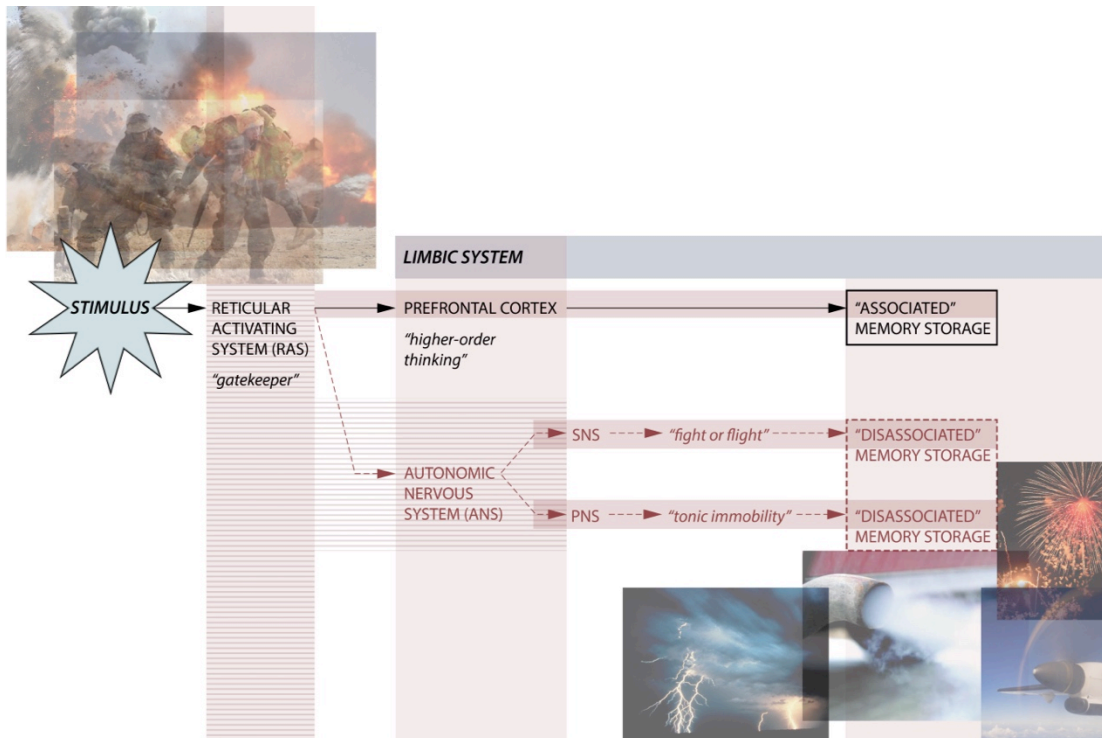 LIMBIC SYSTEM
STIMULUS
RETICULAR
ACTIVATING
SYSTEM (RAS)
“gatekeeper”
PREFRONTAL CORTEX
“higher-order
thinking”
“ASSOCIATED”
MEMORY STORAGE
AUTONOMIC
NERVOUS
SYSTEM (ANS)
SNS
“fight or flight”
“DISASSOCIATED”
MEMORY STORAGE
PNS
“tonic immobility”
“DISASSOCIATED”
MEMORY STORAGE